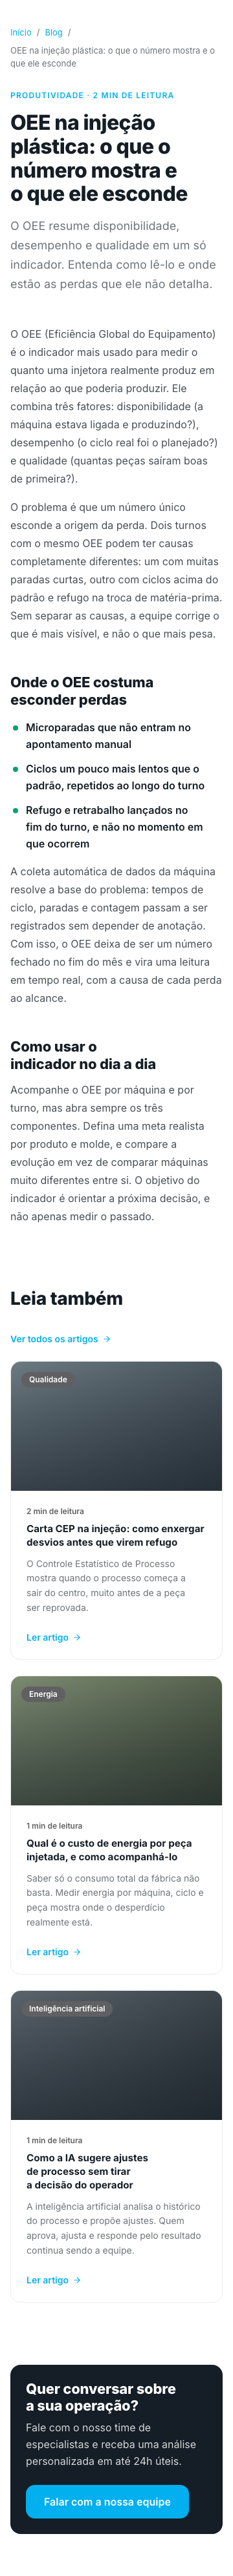 Início / Blog /
OEE na injeção plástica: o que o número mostra e o
que ele esconde
PRODUTIVIDADE · 2 MIN DE LEITURA
OEE na injeção
plástica: o que o
número mostra e
o que ele esconde
O OEE resume disponibilidade,
desempenho e qualidade em um só
indicador. Entenda como lê-lo e onde
estão as perdas que ele não detalha.
O OEE (Eficiência Global do Equipamento)
é o indicador mais usado para medir o
quanto uma injetora realmente produz em
relação ao que poderia produzir. Ele
combina três fatores: disponibilidade (a
máquina estava ligada e produzindo?),
desempenho (o ciclo real foi o planejado?)
e qualidade (quantas peças saíram boas
de primeira?).
O problema é que um número único
esconde a origem da perda. Dois turnos
com o mesmo OEE podem ter causas
completamente diferentes: um com muitas
paradas curtas, outro com ciclos acima do
padrão e refugo na troca de matéria-prima.
Sem separar as causas, a equipe corrige o
que é mais visível, e não o que mais pesa.
Onde o OEE costuma
esconder perdas
Microparadas que não entram no
apontamento manual
Ciclos um pouco mais lentos que o
padrão, repetidos ao longo do turno
Refugo e retrabalho lançados no
fim do turno, e não no momento em
que ocorrem
A coleta automática de dados da máquina
resolve a base do problema: tempos de
ciclo, paradas e contagem passam a ser
registrados sem depender de anotação.
Com isso, o OEE deixa de ser um número
fechado no fim do mês e vira uma leitura
em tempo real, com a causa de cada perda
ao alcance.
Como usar o
indicador no dia a dia
Acompanhe o OEE por máquina e por
turno, mas abra sempre os três
componentes. Defina uma meta realista
por produto e molde, e compare a
evolução em vez de comparar máquinas
muito diferentes entre si. O objetivo do
indicador é orientar a próxima decisão, e
não apenas medir o passado.
Leia também
Ver todos os artigos →
Qualidade
2 min de leitura
Carta CEP na injeção: como enxergar
desvios antes que virem refugo
O Controle Estatístico de Processo
mostra quando o processo começa a
sair do centro, muito antes de a peça
ser reprovada.
Ler artigo →
Energia
1 min de leitura
Qual é o custo de energia por peça
injetada, e como acompanhá-lo
Saber só o consumo total da fábrica não
basta. Medir energia por máquina, ciclo e
peça mostra onde o desperdício
realmente está.
Ler artigo →
Inteligência artificial
1 min de leitura
Como a IA sugere ajustes
de processo sem tirar
a decisão do operador
A inteligência artificial analisa o histórico
do processo e propõe ajustes. Quem
aprova, ajusta e responde pelo resultado
continua sendo a equipe.
Ler artigo →
Quer conversar sobre
a sua operação?
Fale com o nosso time de
especialistas e receba uma análise
personalizada em até 24h úteis.
Falar com a nossa equipe